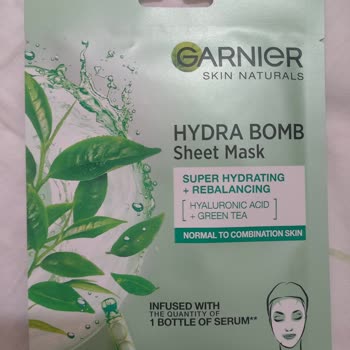 GARNIER
SKIN NATURALS
HYDRA BOMB
Sheet Mask
SUPER HYDRATING
+ REBALANCING
HYALURONIC ACID
+ GREEN TEA
NORMAL TO COMBINATION SKIN
INFUSED WITH
THE QUANTITY OF
1 BOTTLE OF SERUM**